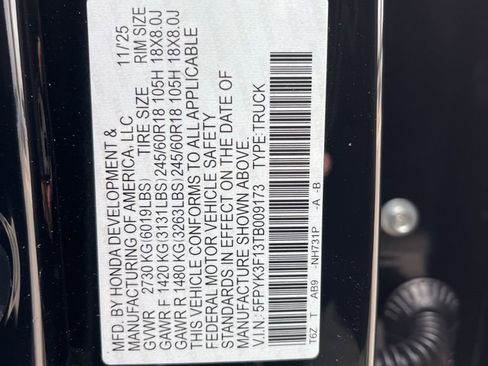 MFD. BY HONDA DEVELOPMENT & 11/25
MANUFACTURING OF AMERICA, LLC
GVWR 2730 KG(6019LBS) TIRE SIZE RIM SIZE
GAWR F 1420 KG(3131LBS) 245/60R18 105H 18X8.0J
GAWR R 1480 KG(3263LBS) 245/60R18 105H 18X8.0J
THIS VEHICLE CONFORMS TO ALL APPLICABLE
FEDERAL MOTOR VEHICLE SAFETY
STANDARDS IN EFFECT ON THE DATE OF
MANUFACTURE SHOWN ABOVE.
V.I.N.: 5FPYK3F13TB009173 TYPE:TRUCK
T6Z T AB9 -NH731P -A -B